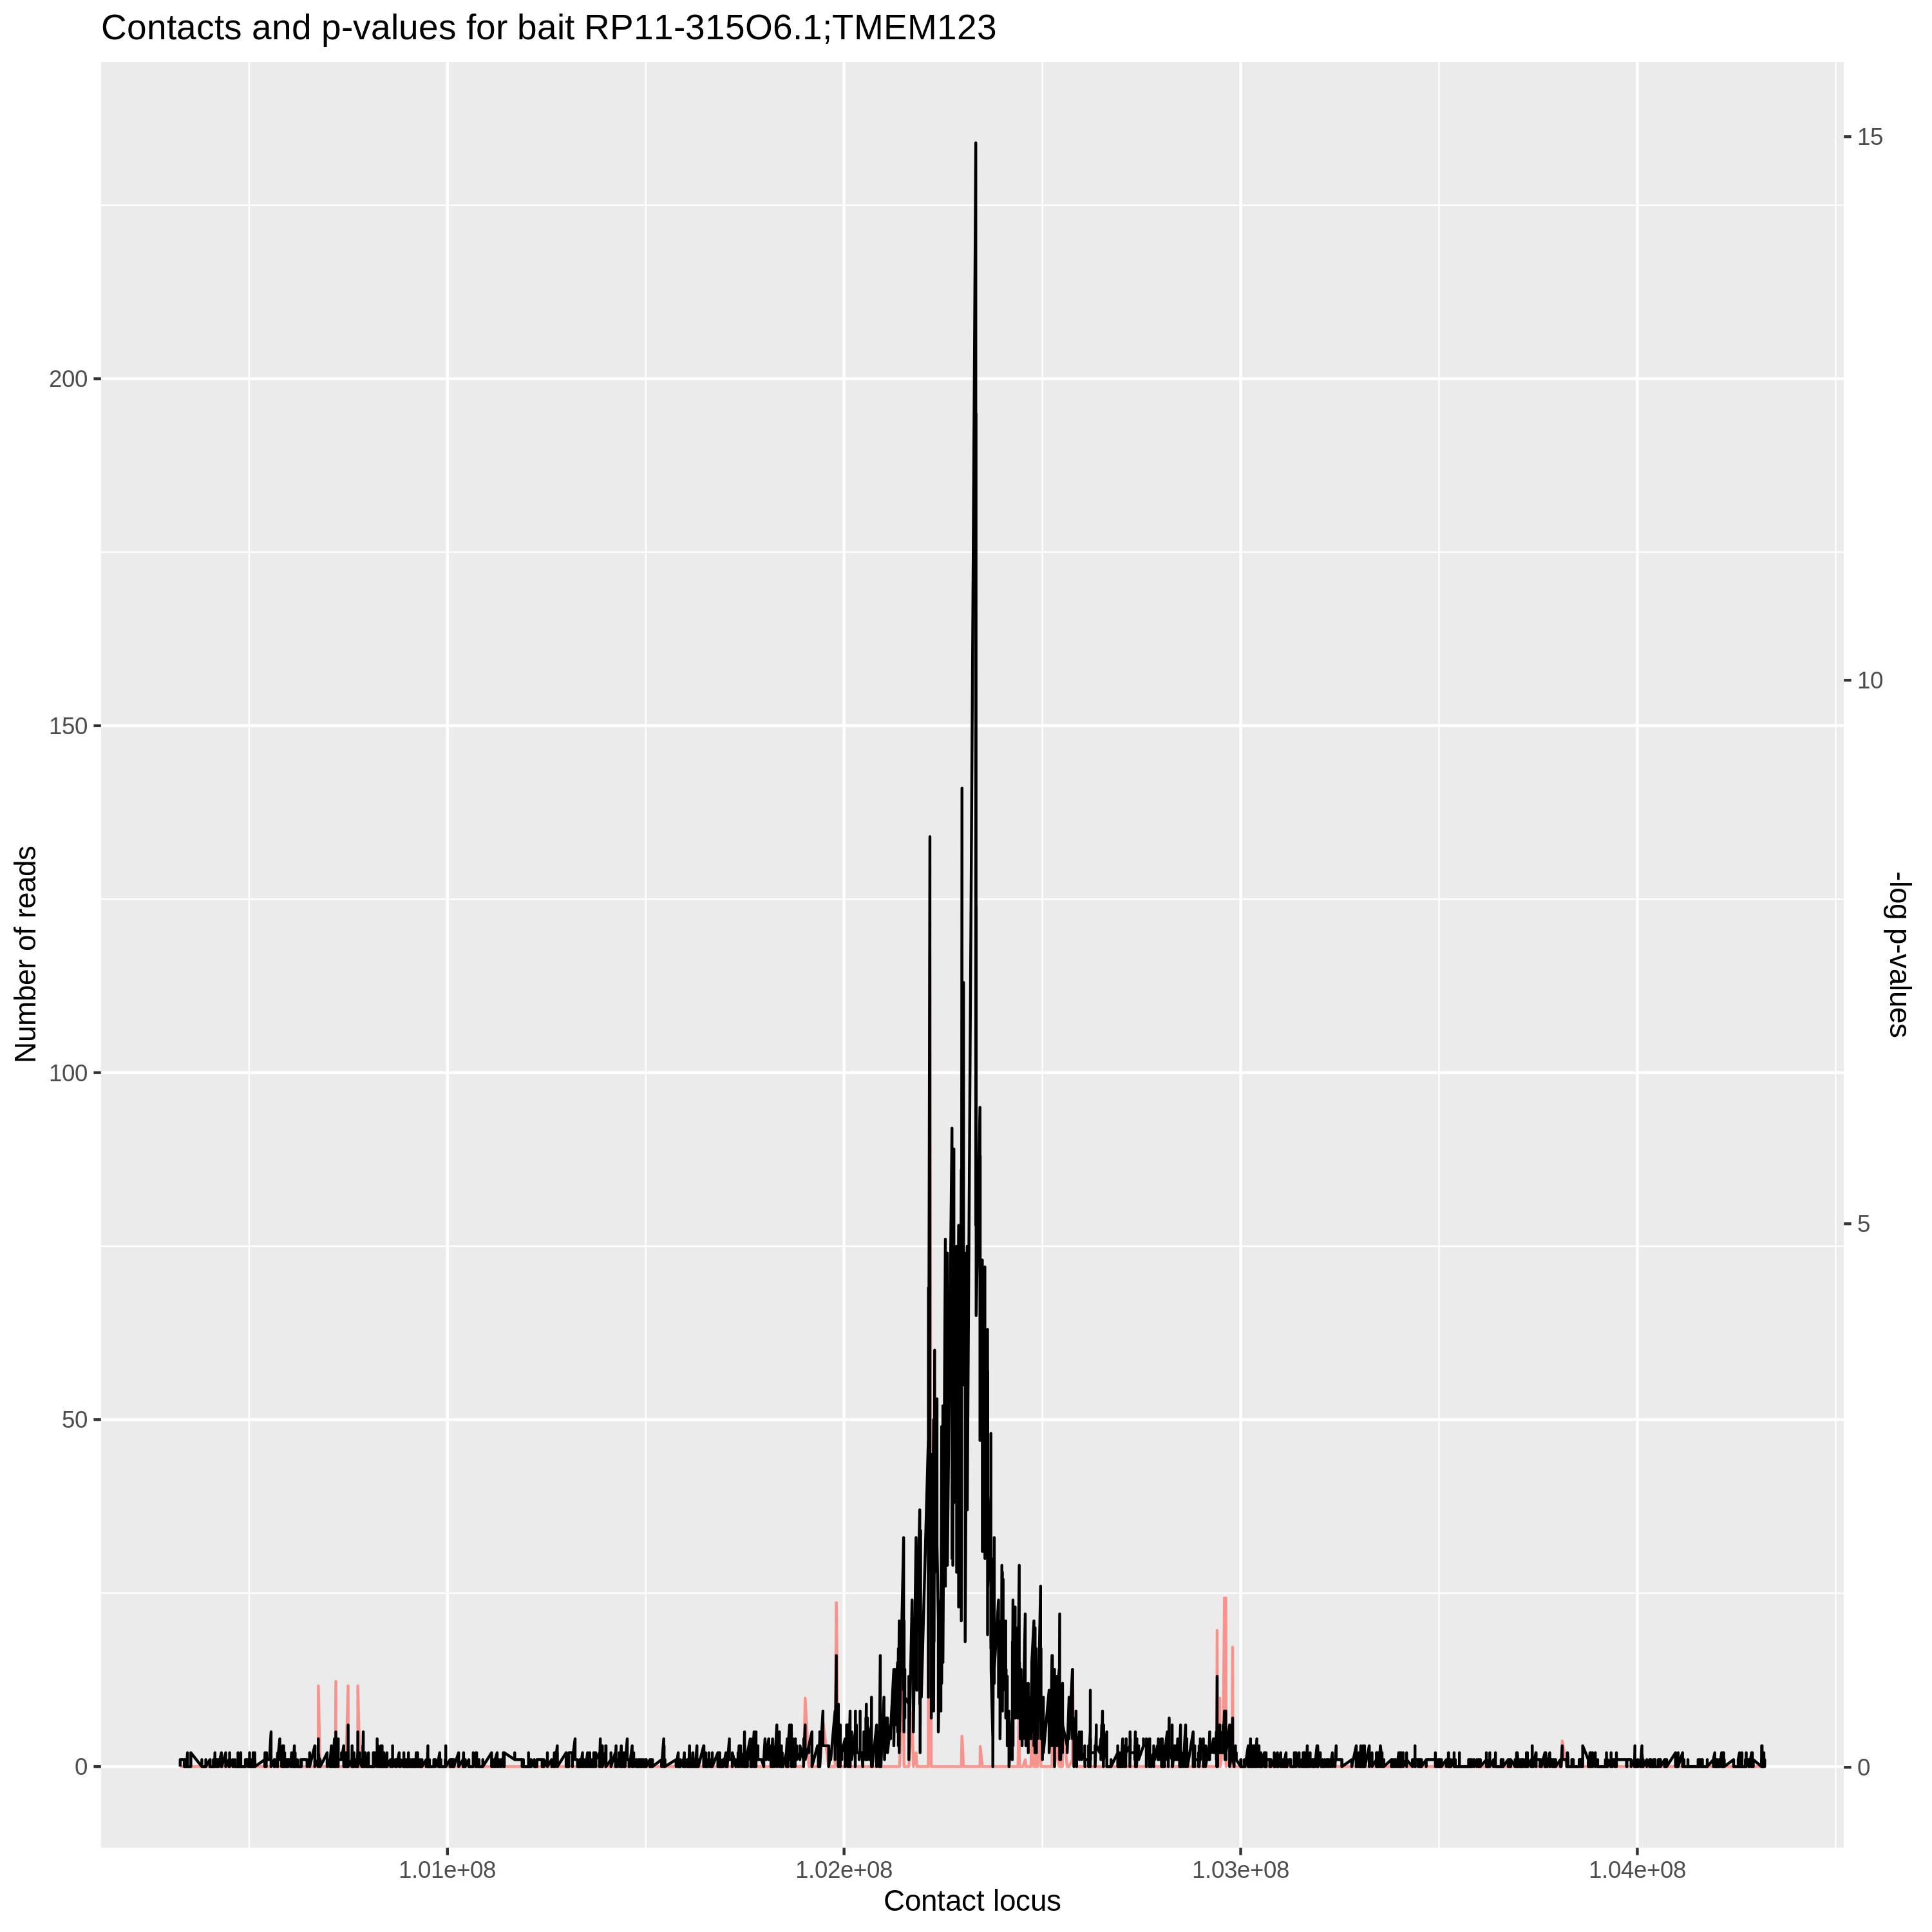 Contacts and p-values for bait RP11-315O6.1;TMEM123
15
200
10
150
Number of reads
-log p-values
100
5
50
0
0
1.01e+08
1.02e+08
1.03e+08
1.04e+08
Contact locus